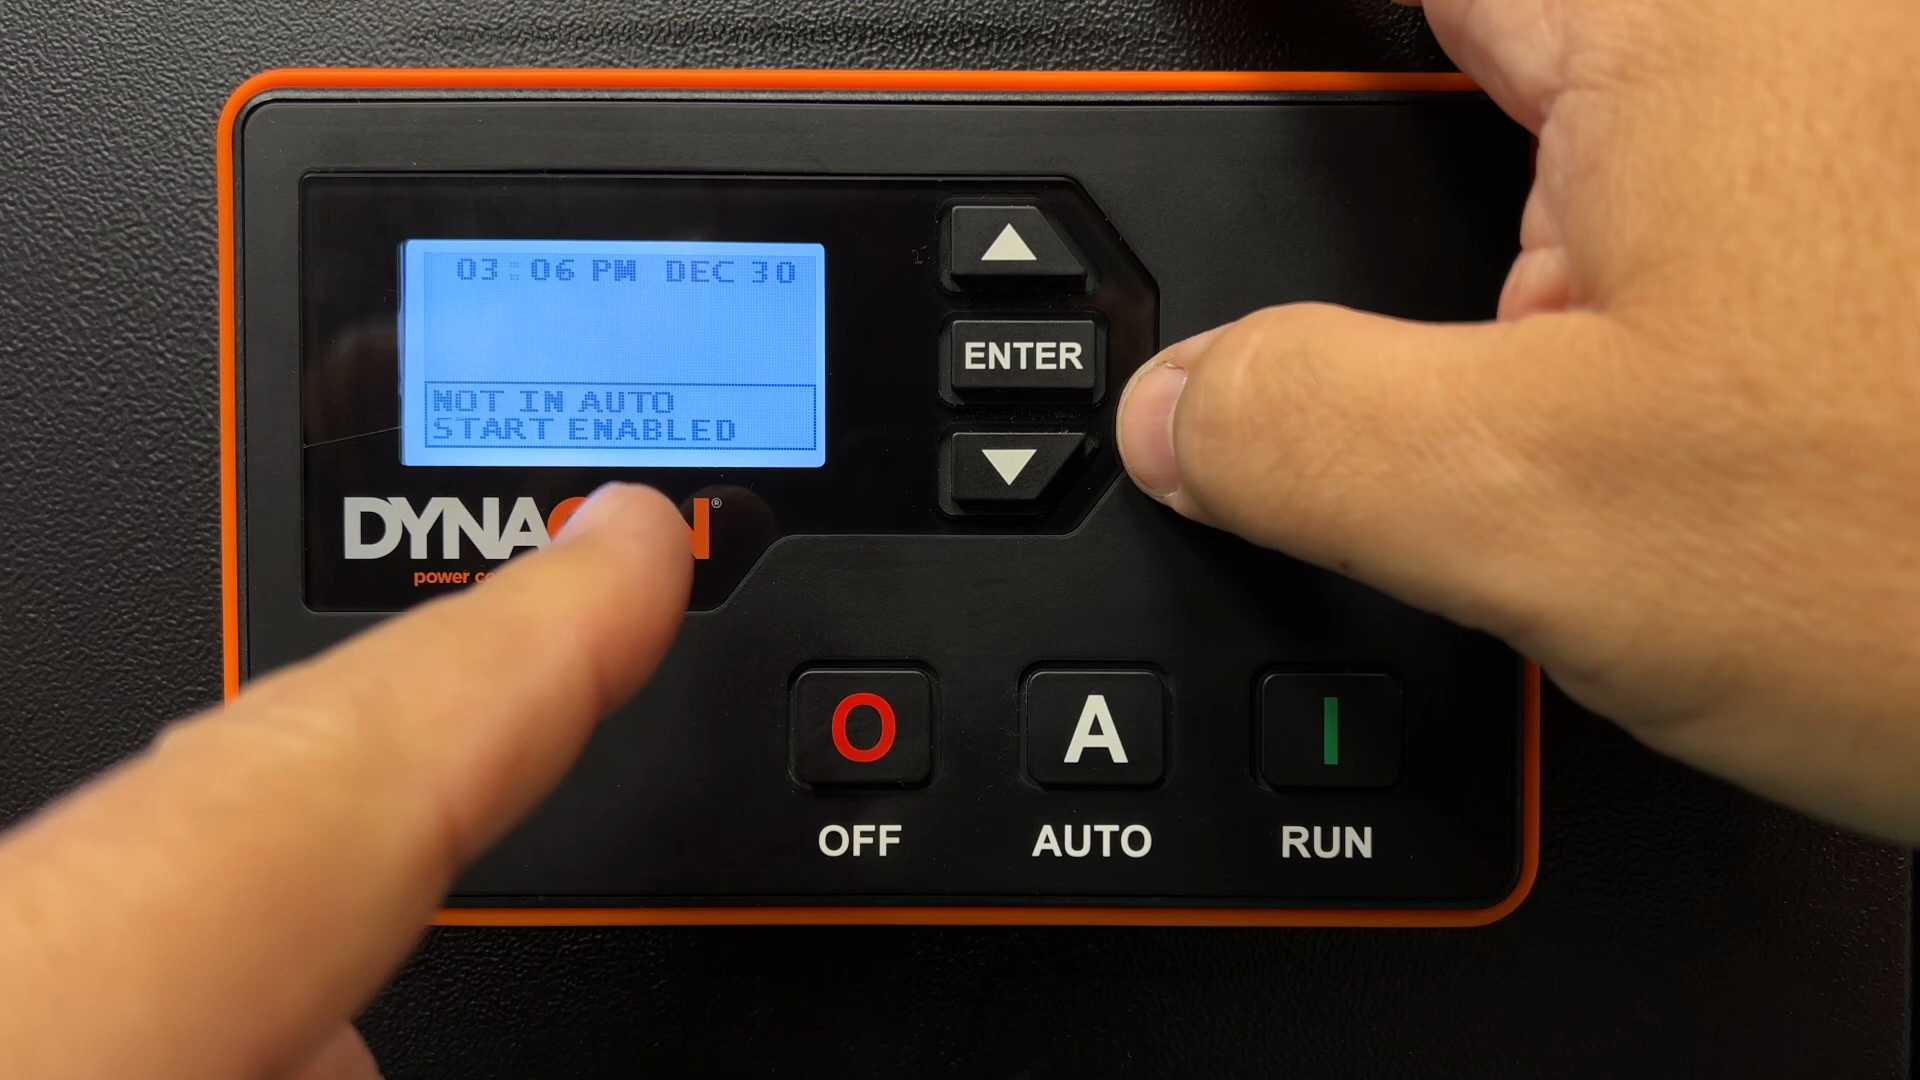 03:06 PM DEC 30
NOT IN AUTO
START ENABLED
ENTER
DYNA N®
power
O A I
OFF AUTO RUN